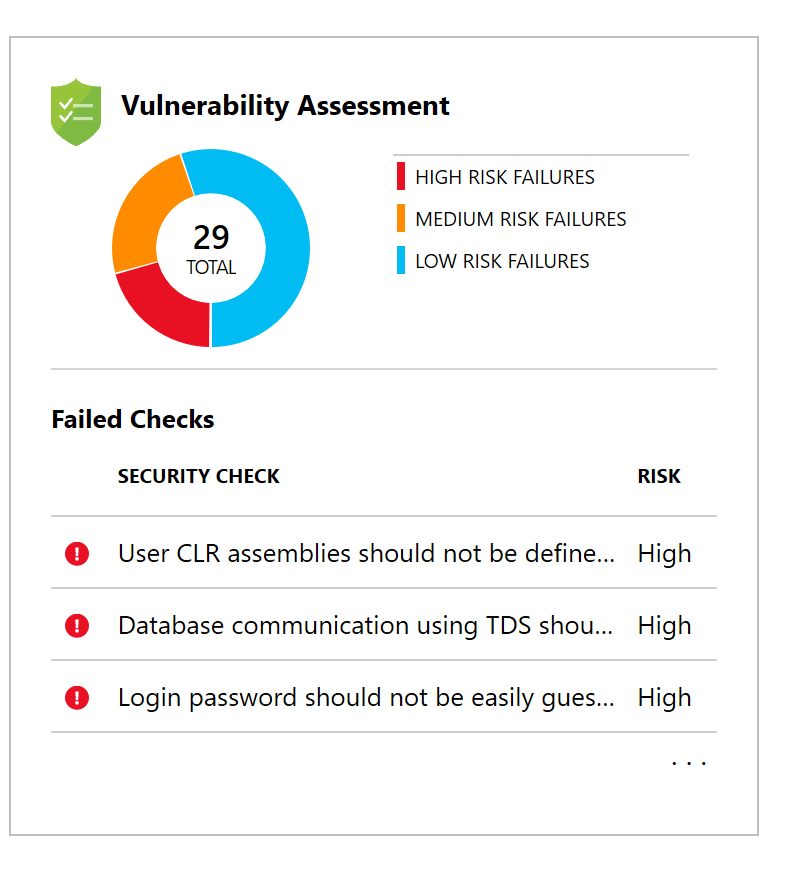 Vulnerability Assessment
29
TOTAL
HIGH RISK FAILURES
MEDIUM RISK FAILURES
LOW RISK FAILURES
Failed Checks
SECURITY CHECK RISK
User CLR assemblies should not be define... High
Database communication using TDS shou... High
Login password should not be easily gues... High
. . .